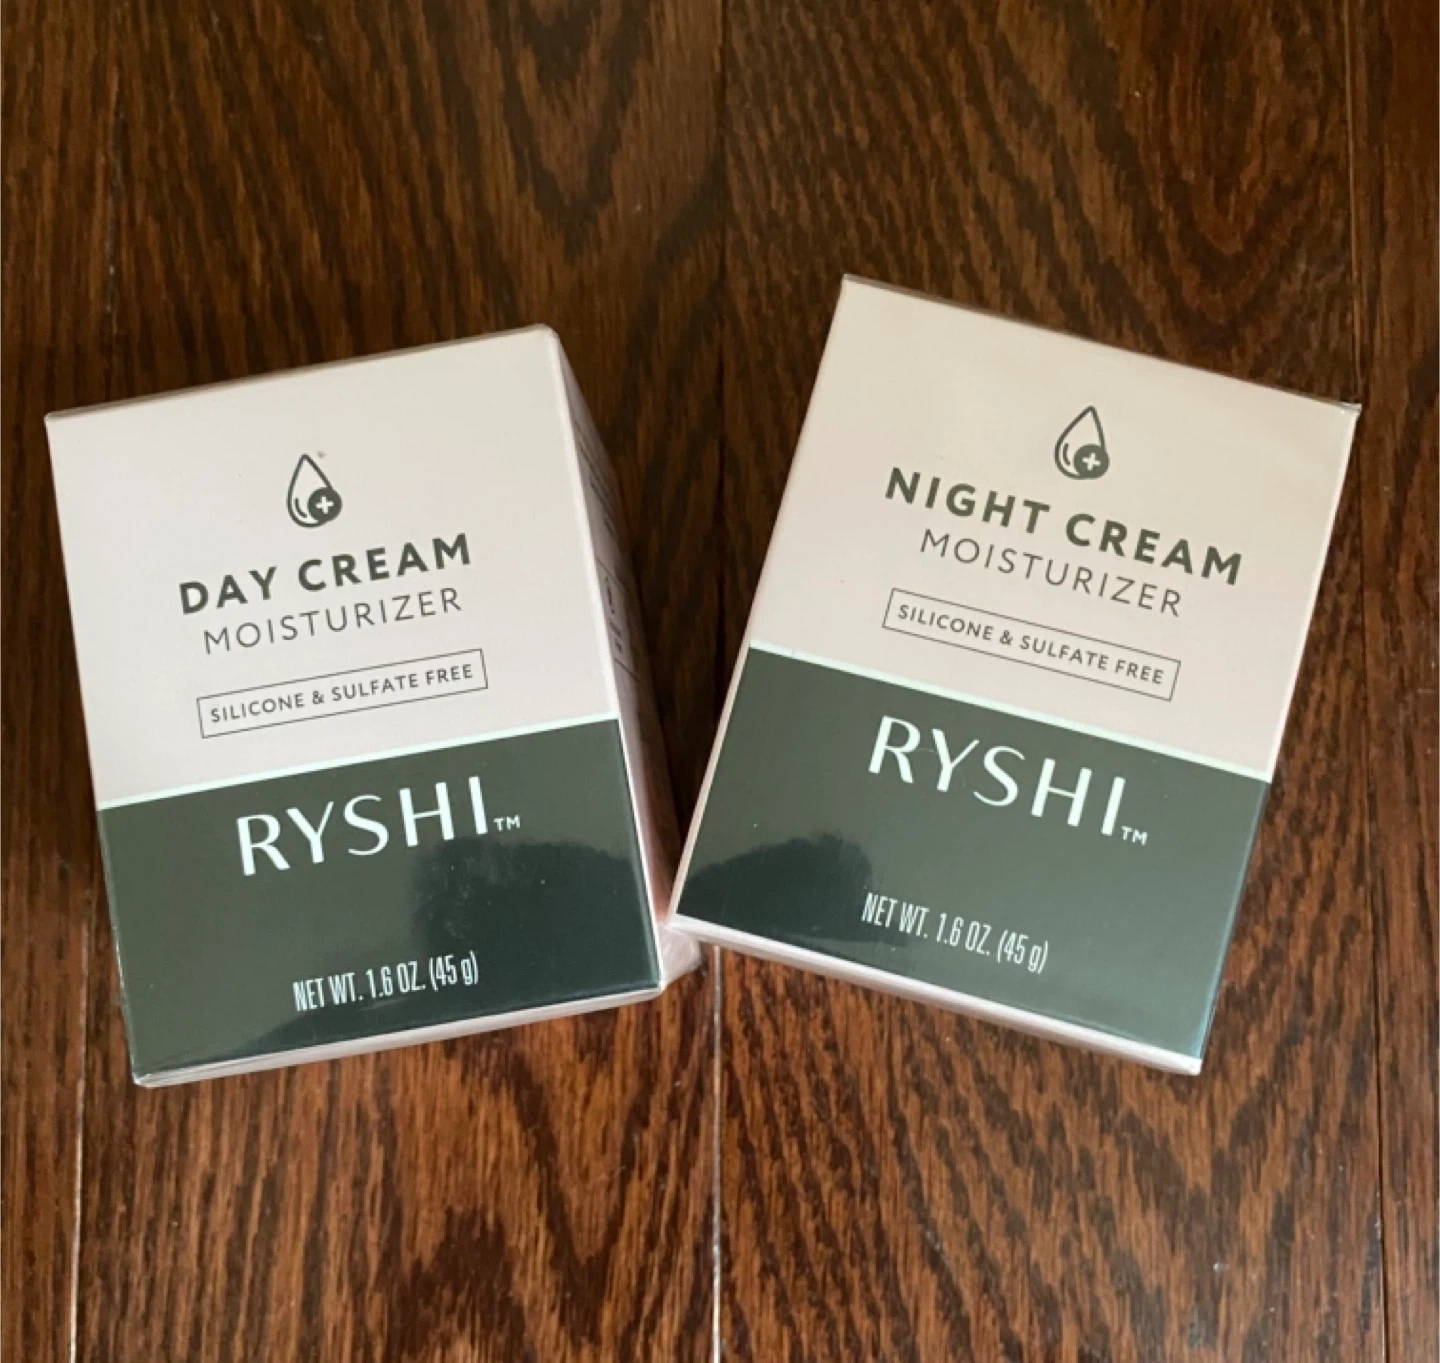 DAY CREAM
MOISTURIZER
SILICONE & SULFATE FREE
RYSHI™
NET WT. 1.6 OZ. (45 g)
NIGHT CREAM
MOISTURIZER
SILICONE & SULFATE FREE
RYSHI™
NET WT. 1.6 OZ. (45 g)